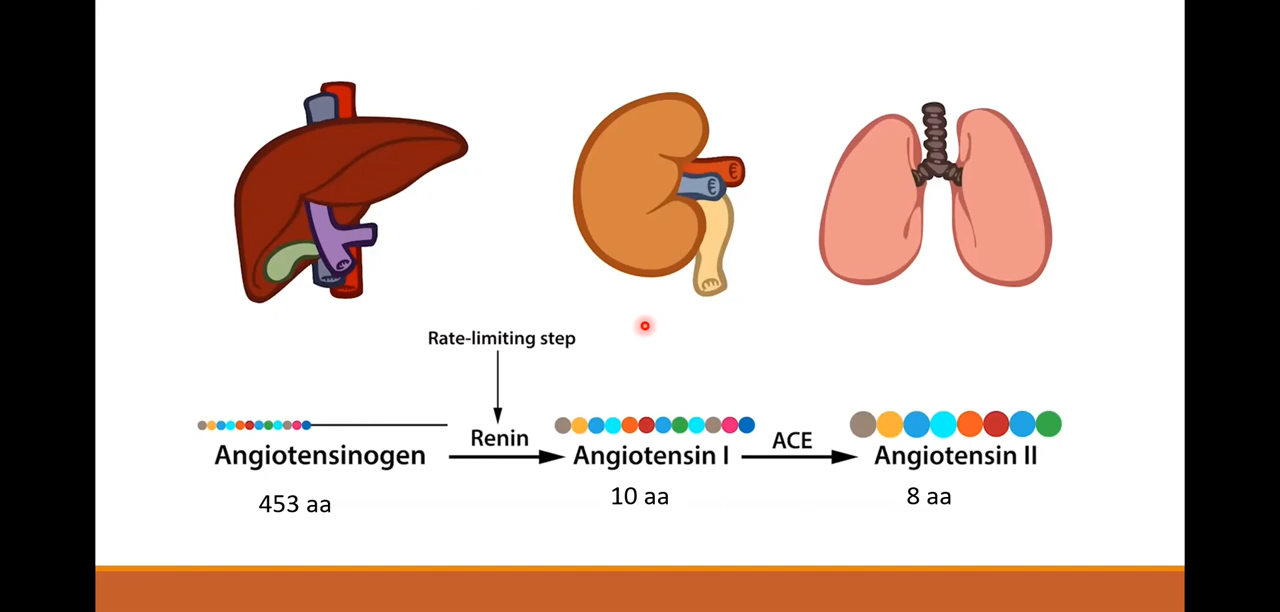 Rate-limiting step
Renin
ACE
Angiotensinogen
Angiotensin I
Angiotensin II
453 aa
10 aa
8 aa